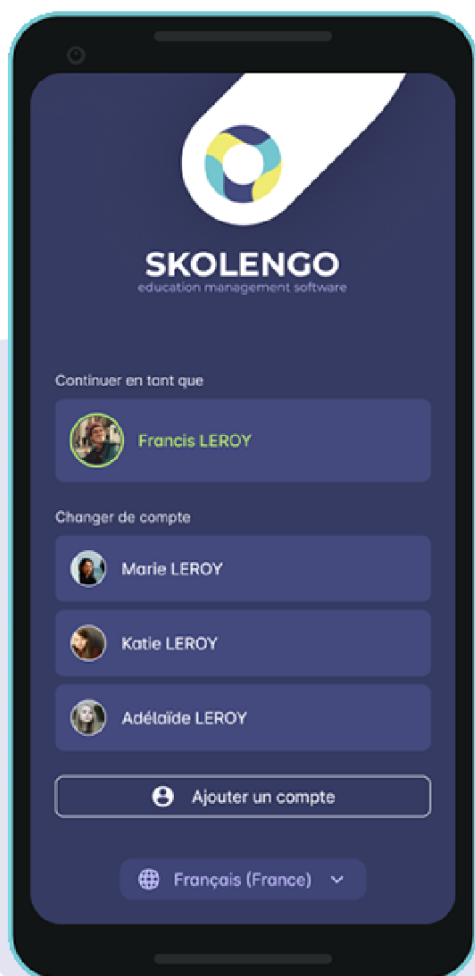 SKOLENGO
education management software
Continuer en tant que
Francis LEROY
Changer de compte
Marie LEROY
Katie LEROY
Adélaïde LEROY
Ajouter un compte
Français (France)